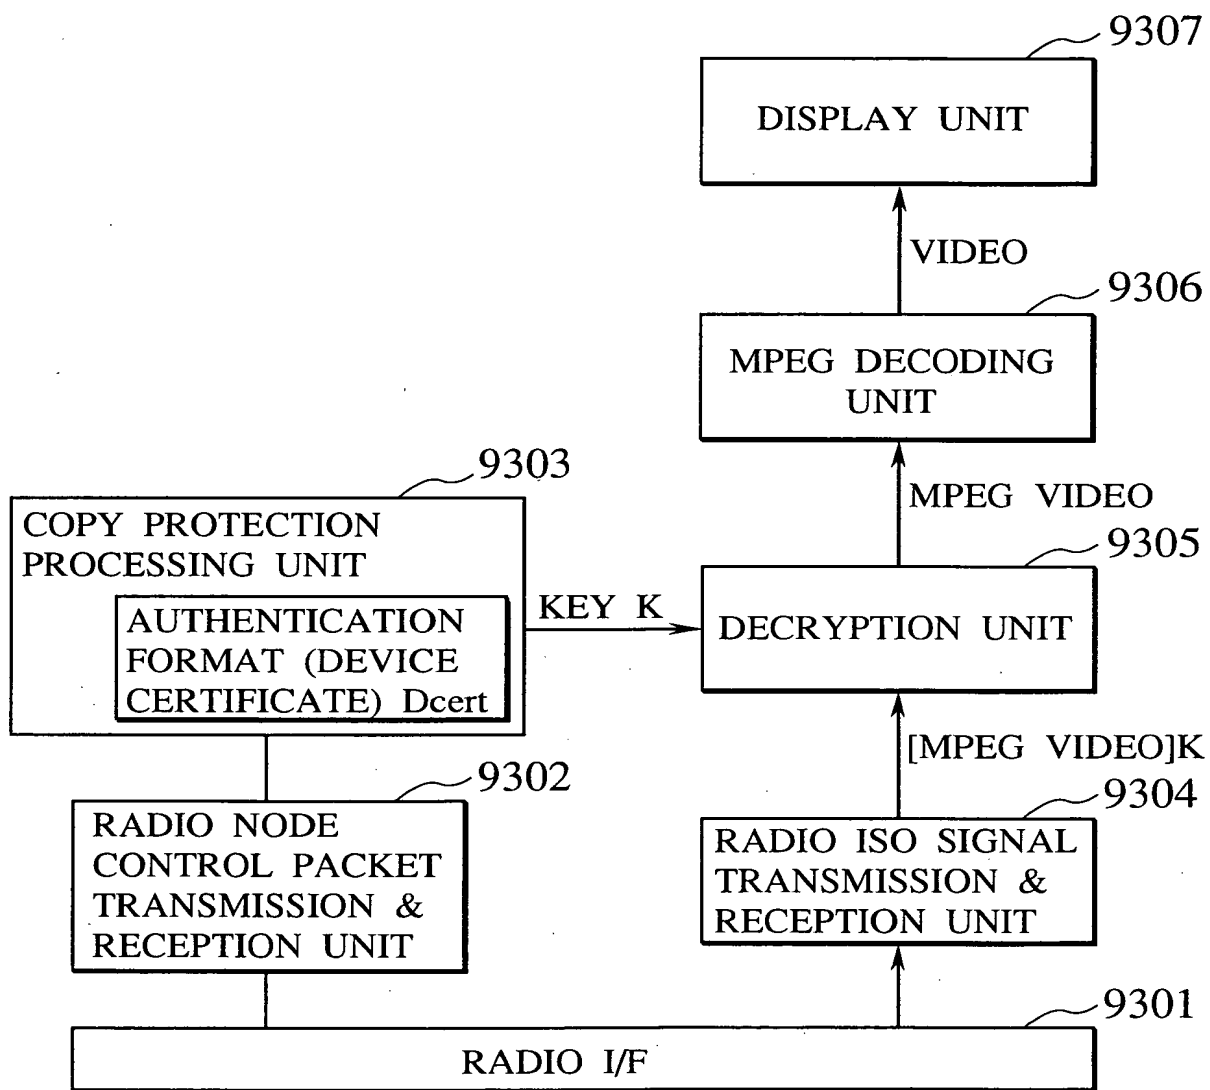 9307
DISPLAY UNIT
VIDEO
9306
MPEG DECODING
UNIT
MPEG VIDEO
9303
COPY PROTECTION
PROCESSING UNIT
AUTHENTICATION
FORMAT (DEVICE
CERTIFICATE) Dcert
KEY K
9305
DECRYPTION UNIT
[MPEG VIDEO]K
9302
RADIO NODE
CONTROL PACKET
TRANSMISSION &
RECEPTION UNIT
9304
RADIO ISO SIGNAL
TRANSMISSION &
RECEPTION UNIT
9301
RADIO I/F